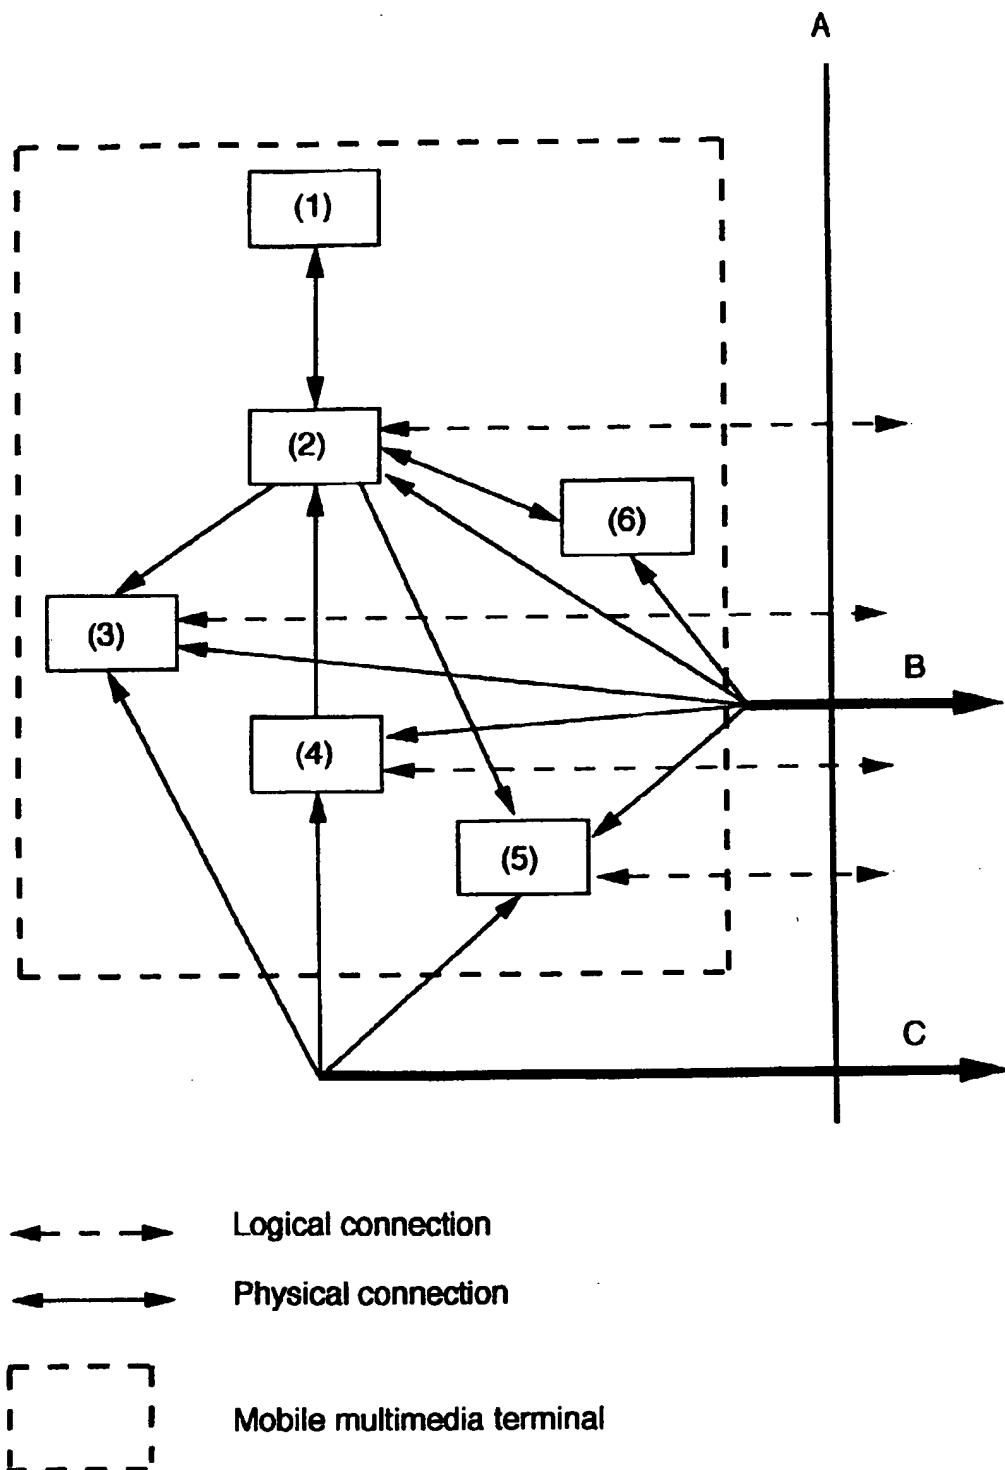 A
(1)
(2)
(6)
(3)
B
(4)
(5)
C
Logical connection
Physical connection
Mobile multimedia terminal